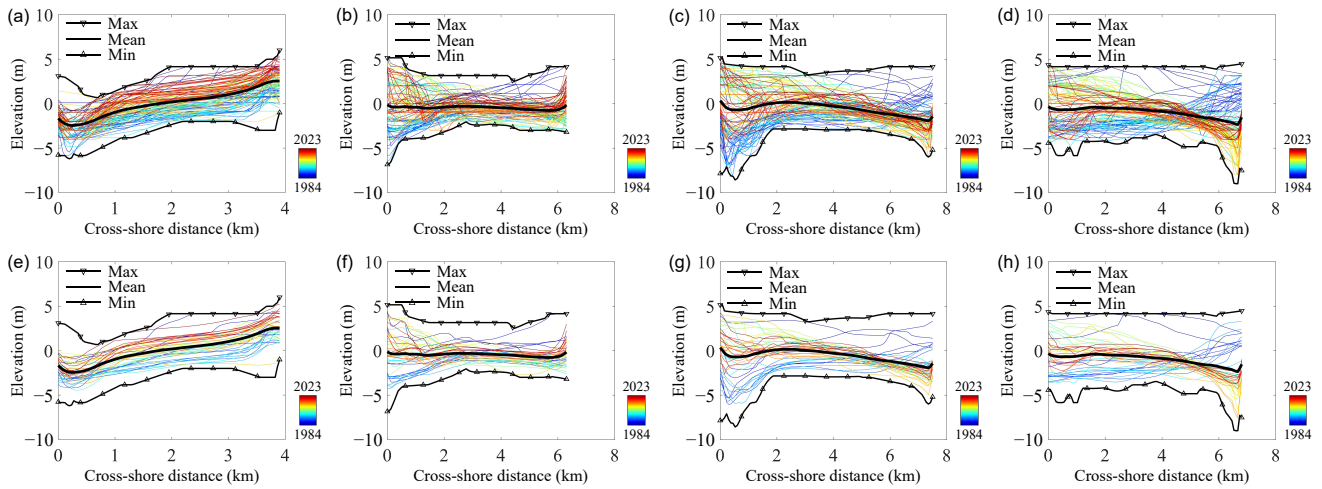 (a)
10
5
0
−5
−10
Elevation (m)
Max
Mean
Min
2023
1984
0 1 2 3 4
Cross-shore distance (km)
(b)
10
5
0
−5
−10
Elevation (m)
Max
Mean
Min
2023
1984
0 2 4 6 8
Cross-shore distance (km)
(c)
10
5
0
−5
−10
Elevation (m)
Max
Mean
Min
2023
1984
0 2 4 6 8
Cross-shore distance (km)
(d)
10
5
0
−5
−10
Elevation (m)
Max
Mean
Min
2023
1984
0 2 4 6 8
Cross-shore distance (km)
(e)
10
5
0
−5
−10
Elevation (m)
Max
Mean
Min
2023
1984
0 1 2 3 4
Cross-shore distance (km)
(f)
10
5
0
−5
−10
Elevation (m)
Max
Mean
Min
2023
1984
0 2 4 6 8
Cross-shore distance (km)
(g)
10
5
0
−5
−10
Elevation (m)
Max
Mean
Min
2023
1984
0 2 4 6 8
Cross-shore distance (km)
(h)
10
5
0
−5
−10
Elevation (m)
Max
Mean
Min
2023
1984
0 2 4 6 8
Cross-shore distance (km)